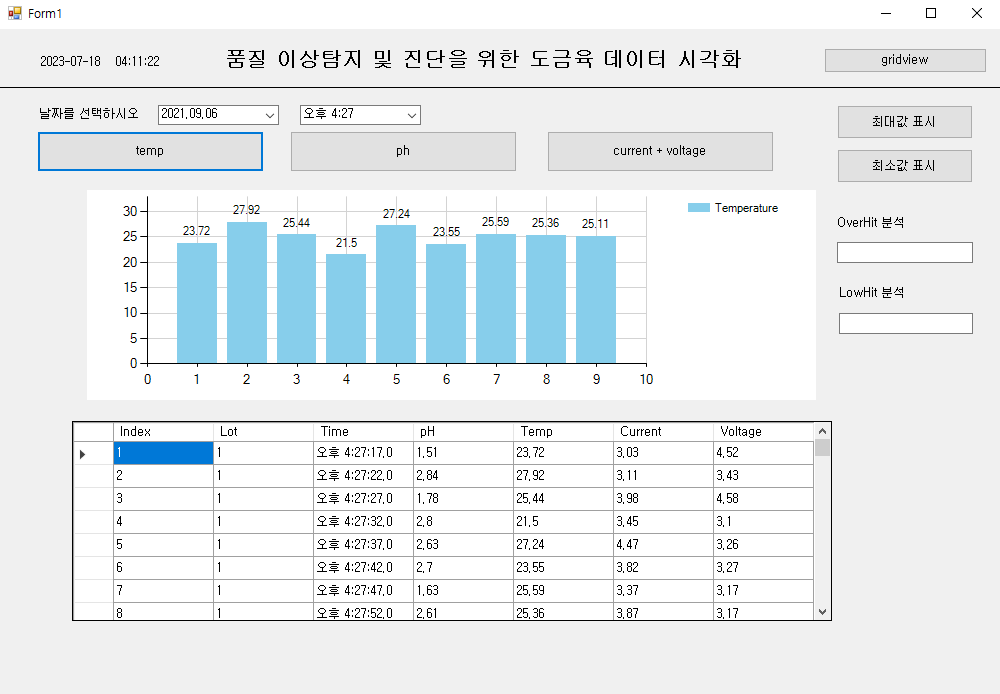 Form1
2023-07-18 04:11:22
품질 이상탐지 및 진단을 위한 도금욕 데이터 시각화
gridview
날짜를 선택하시오
2021.09.06
오후 4:27
temp
ph
current + voltage
최대값 표시
최소값 표시
OverHit 분석
LowHit 분석
Temperature
30
25
20
15
10
5
0
23.72
27.92
25.44
21.5
27.24
23.55
25.59
25.36
25.11
0 1 2 3 4 5 6 7 8 9 10
Index Lot Time pH Temp Current Voltage
1 1 오후 4:27:17.0 1.51 23.72 3.03 4.52
2 1 오후 4:27:22.0 2.84 27.92 3.11 3.43
3 1 오후 4:27:27.0 1.78 25.44 3.98 4.58
4 1 오후 4:27:32.0 2.8 21.5 3.45 3.1
5 1 오후 4:27:37.0 2.63 27.24 4.47 3.26
6 1 오후 4:27:42.0 2.7 23.55 3.82 3.27
7 1 오후 4:27:47.0 1.63 25.59 3.37 3.17
8 1 오후 4:27:52.0 2.61 25.36 3.87 3.17